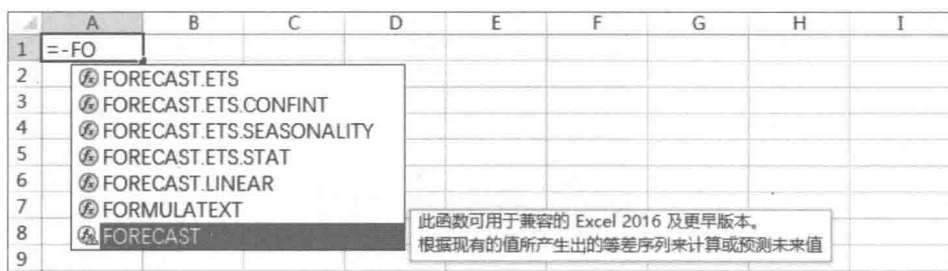 A B C D E F G H I
1 =-FO
2 FORECAST.ETS
3 FORECAST.ETS.CONFINT
4 FORECAST.ETS.SEASONALITY
5 FORECAST.ETS.STAT
6 FORECAST.LINEAR
7 FORMULATEXT
8 FORECAST
此函数可用于兼容的 Excel 2016 及更早版本。
根据现有的值所产生出的等差序列来计算或预测未来值
9